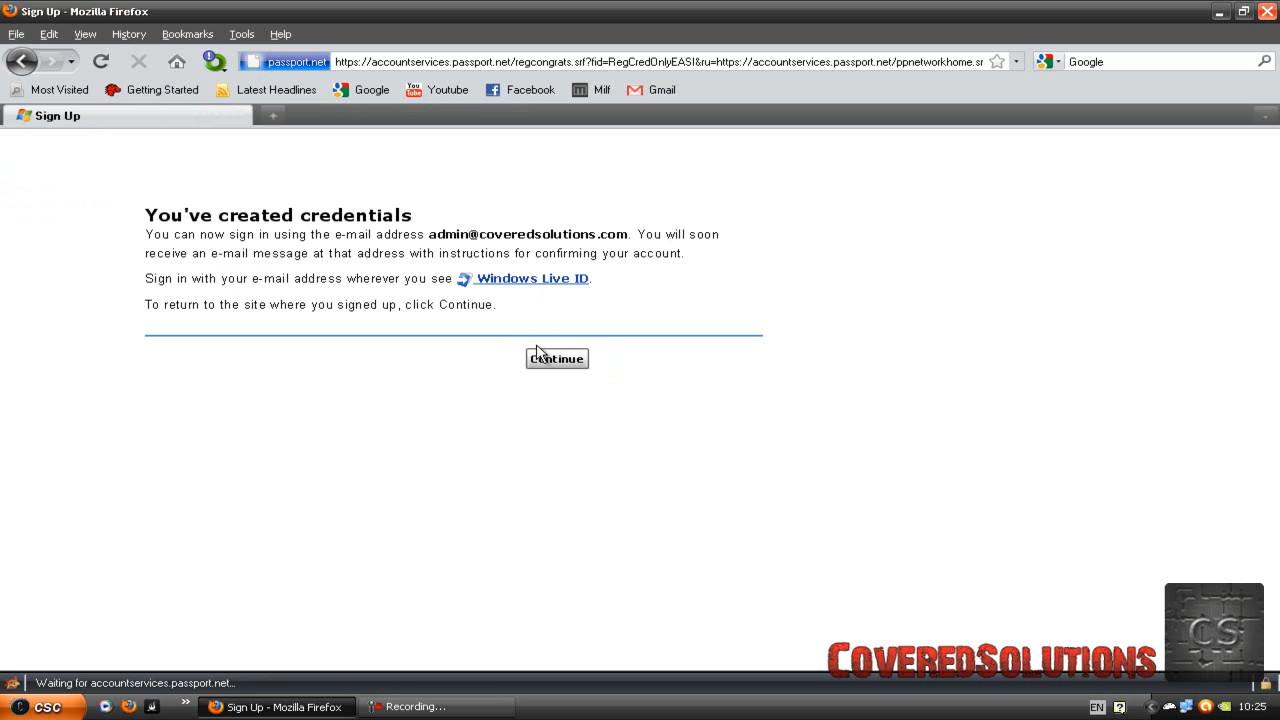 Sign Up - Mozilla Firefox
File Edit View History Bookmarks Tools Help
passport.net https://accountservices.passport.net/regcongrats.srf?fid=RegCredOnlyEASI&ru=https://accountservices.passport.net/ppnetworkhome.sr Google
Most Visited Getting Started Latest Headlines Google You Tube Youtube Facebook m Milf Gmail
Sign Up
You've created credentials
You can now sign in using the e-mail address admin@coveredsolutions.com. You will soon
receive an e-mail message at that address with instructions for confirming your account.
Sign in with your e-mail address wherever you see Windows Live ID.
To return to the site where you signed up, click Continue.
Continue
CS
CoveredSolutions
Waiting for accountservices.passport.net...
CSC Sign Up - Mozilla Firefox Recording... EN 10:25